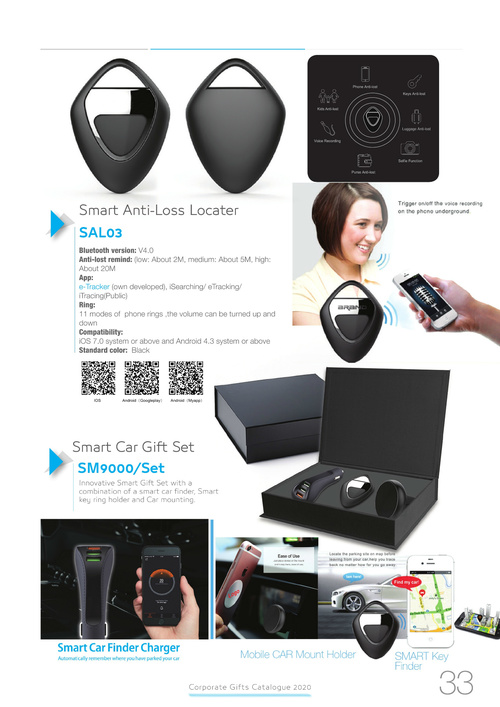 Phone Anti-lost
Kids Anti-lost
Keys Anti-lost
Voice Recording
Luggage Anti-lost
Selfie Function
Purse Anti-lost
Smart Anti-Loss Locater
SAL03
Bluetooth version: V4.0
Anti-lost remind: (low: About 2M, medium: About 5M, high:
About 20M
App:
e-Tracker (own developed), iSearching/ eTracking/
iTracing(Public)
Ring:
11 modes of phone rings ,the volume can be turned up and
down
Compatibility:
iOS 7.0 system or above and Android 4.3 system or above
Standard color: Black
iOS
Android (Googleplay)
Android (Myapp)
Trigger on/off the voice recording
on the phone underground
Smart Car Gift Set
SM9000/Set
Innovative Smart Gift Set with a
combination of a smart car finder, Smart
key ring holder and Car mounting.
Ease of Use
Locate the parking site on map before
leaving from your car,help you trace
back no matter how far you go away
Find my car!
Smart Car Finder Charger
Automatically remember where you have parked your car
Mobile CAR Mount Holder
SMART Key
Finder
Corporate Gifts Catalogue 2020
33